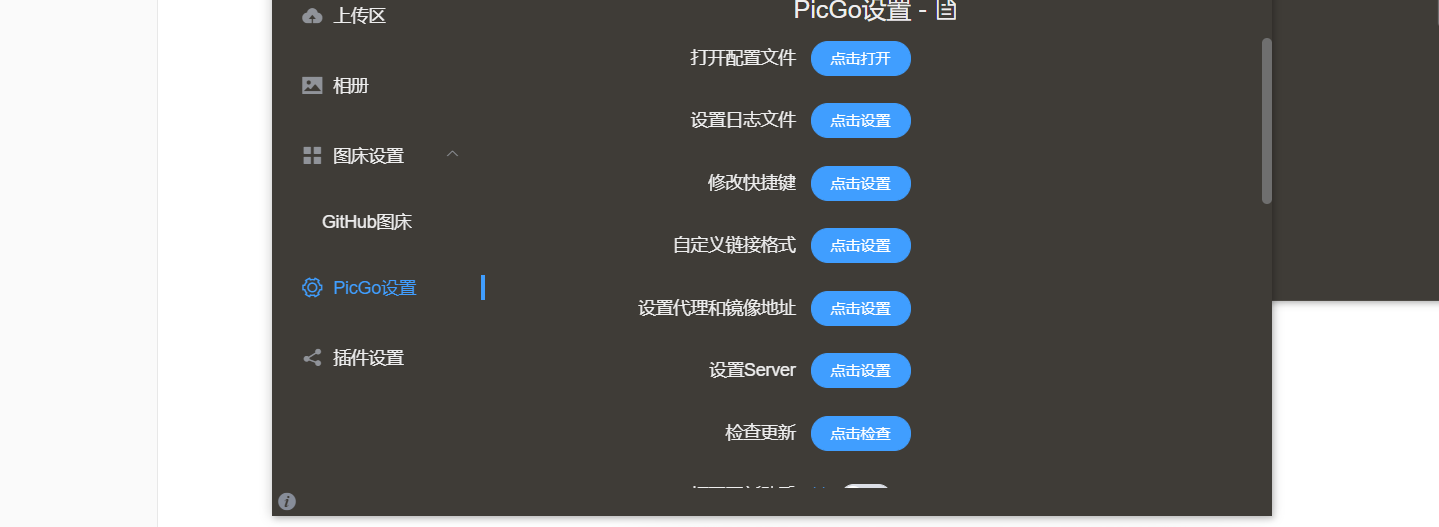 上传区
相册
图床设置
GitHub图床
PicGo设置
插件设置
PicGo设置 -
打开配置文件 点击打开
设置日志文件 点击设置
修改快捷键 点击设置
自定义链接格式 点击设置
设置代理和镜像地址 点击设置
设置Server 点击设置
检查更新 点击检查